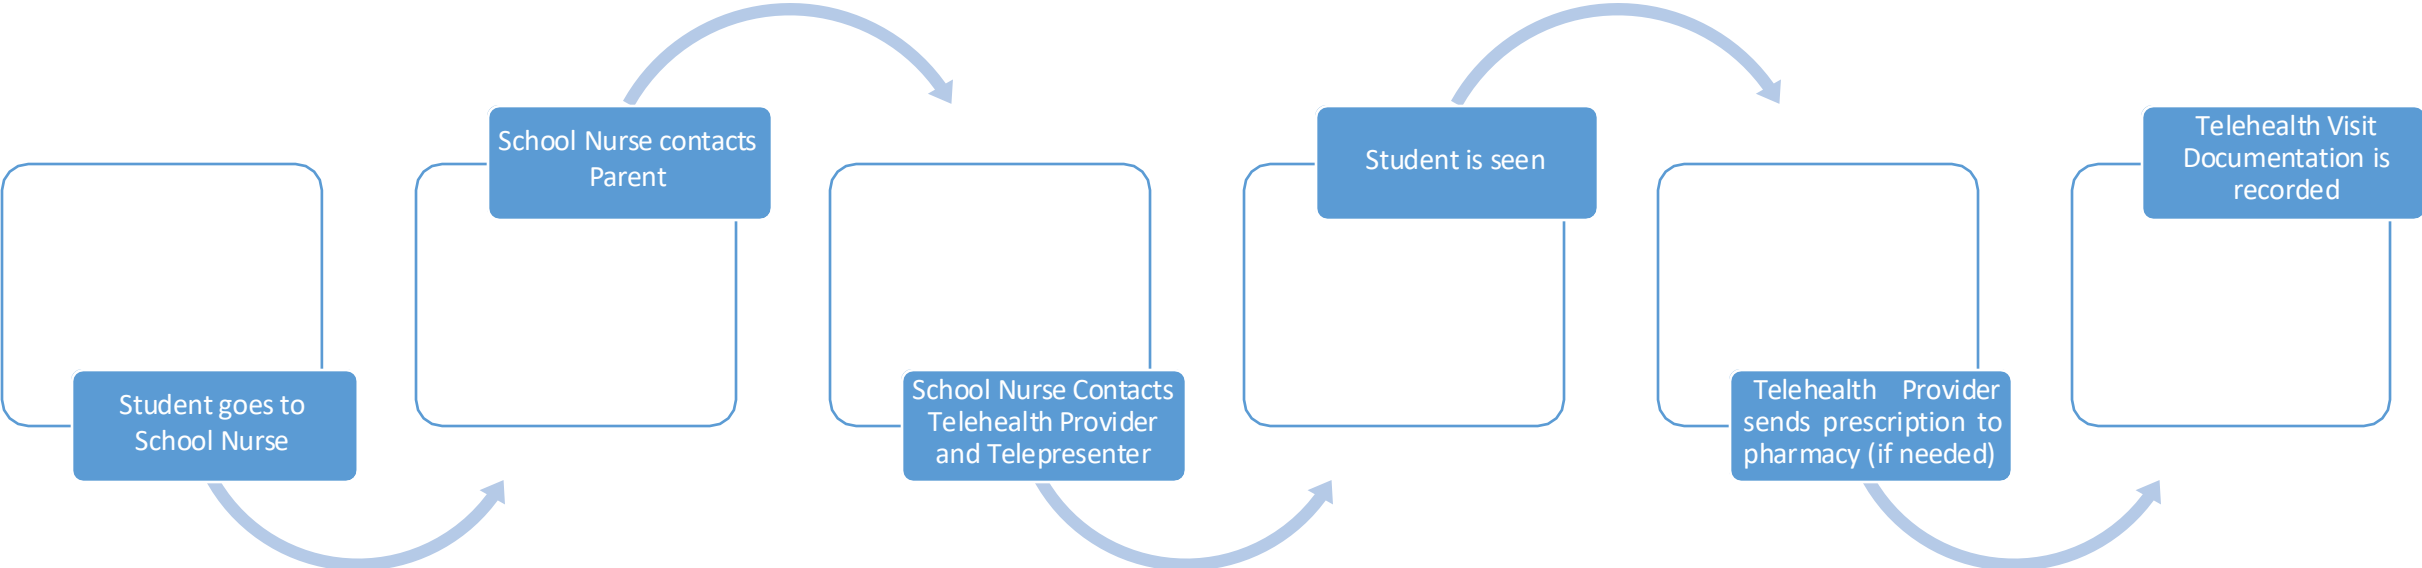 Student goes to
School Nurse
School Nurse contacts
Parent
School Nurse Contacts
Telehealth Provider
and Telepresenter
Student is seen
Telehealth Provider
sends prescription to
pharmacy (if needed)
Telehealth Visit
Documentation is
recorded